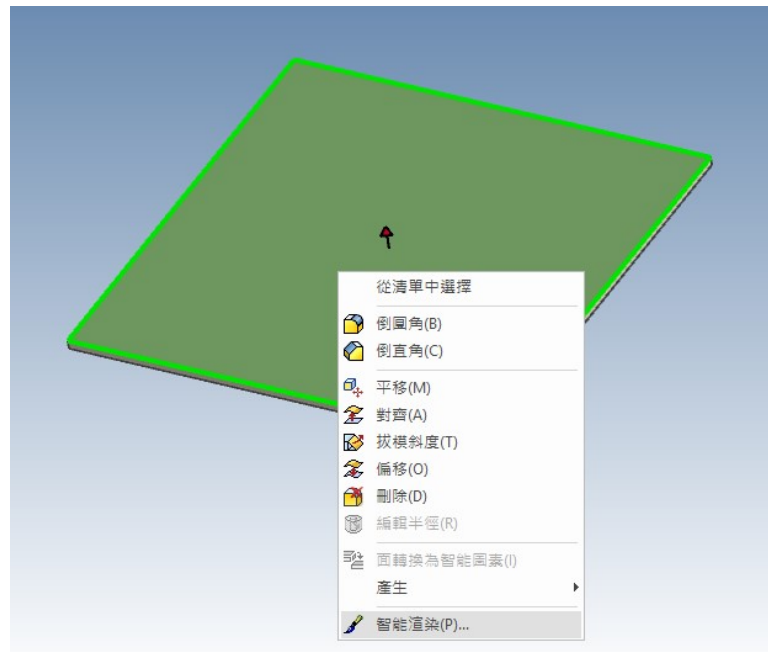 從清單中選擇
倒圓角(B)
倒直角(C)
平移(M)
對齊(A)
拔模斜度(T)
偏移(O)
刪除(D)
編輯半徑(R)
面轉換為智能圖素(I)
產生
智能渲染(P)...